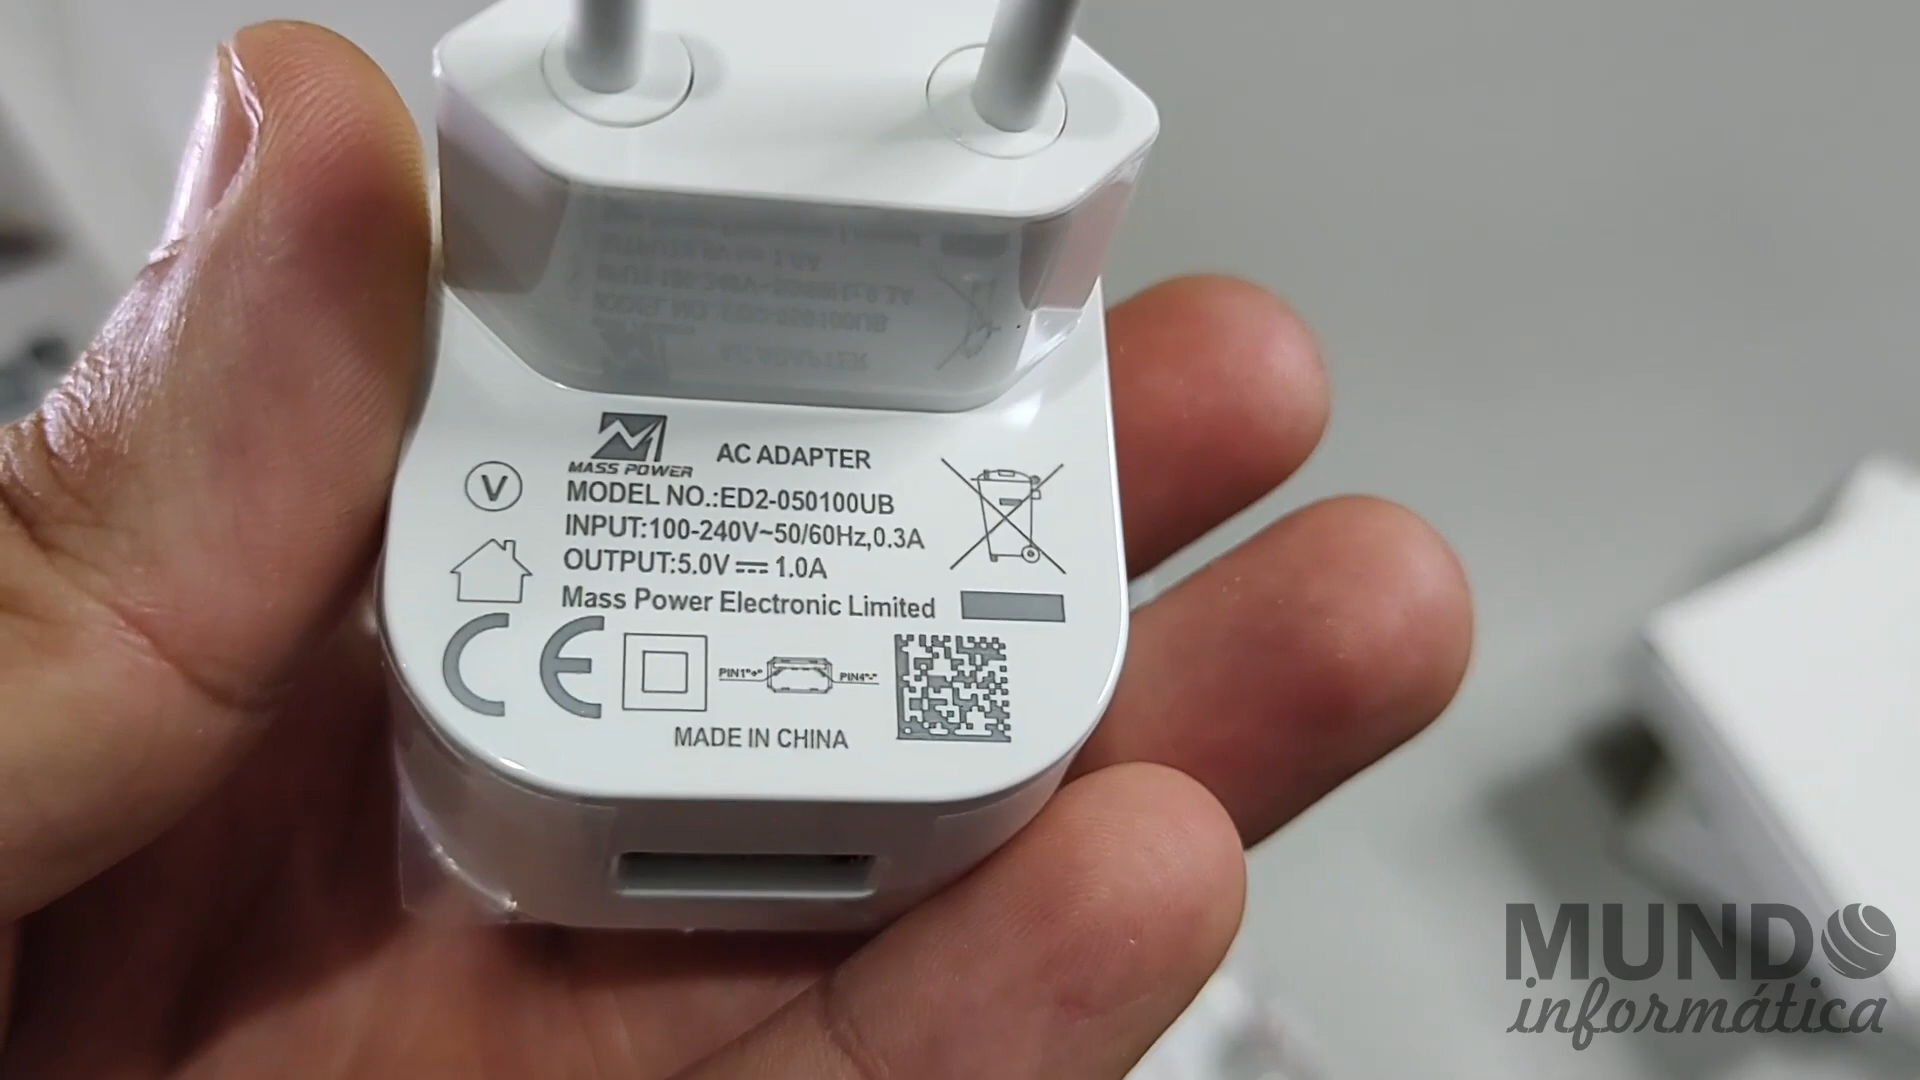 MASS POWER
AC ADAPTER
V
MODEL NO.:ED2-050100UB
INPUT:100-240V~50/60Hz,0.3A
OUTPUT:5.0V⎓1.0A
Mass Power Electronic Limited
CE
PIN1"+"
PIN4"-"
MADE IN CHINA
MUNDO
informática